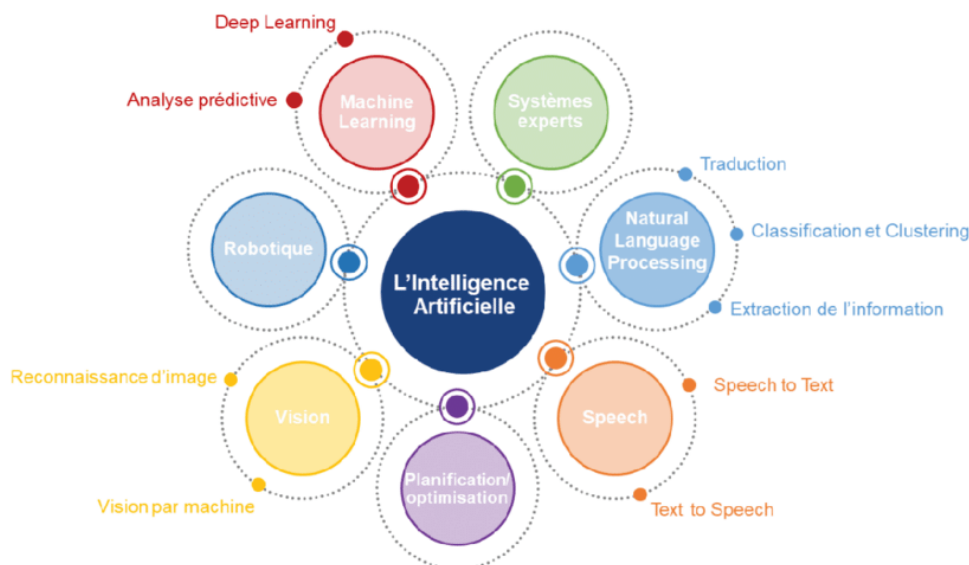 Deep Learning
Analyse prédictive
Machine
Learning
Systèmes
experts
Traduction
Natural
Language
Processing
Classification et Clustering
Extraction de l’information
Robotique
L’Intelligence
Artificielle
Reconnaissance d’image
Vision
Vision par machine
Planification/
optimisation
Speech
Speech to Text
Text to Speech